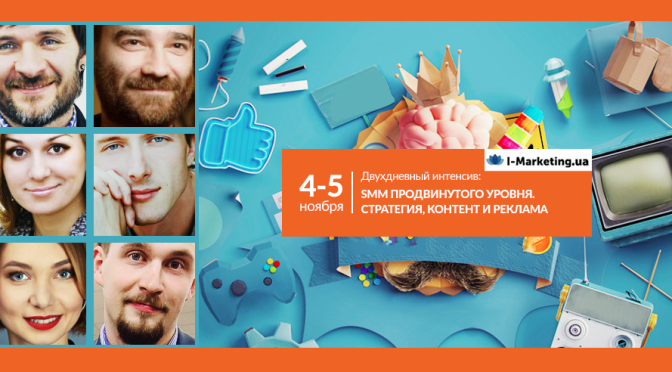 I-Marketing.ua
4-5
ноября
Двухдневный интенсив:
SMM ПРОДВИНУТОГО УРОВНЯ.
СТРАТЕГИЯ, КОНТЕНТ И РЕКЛАМА